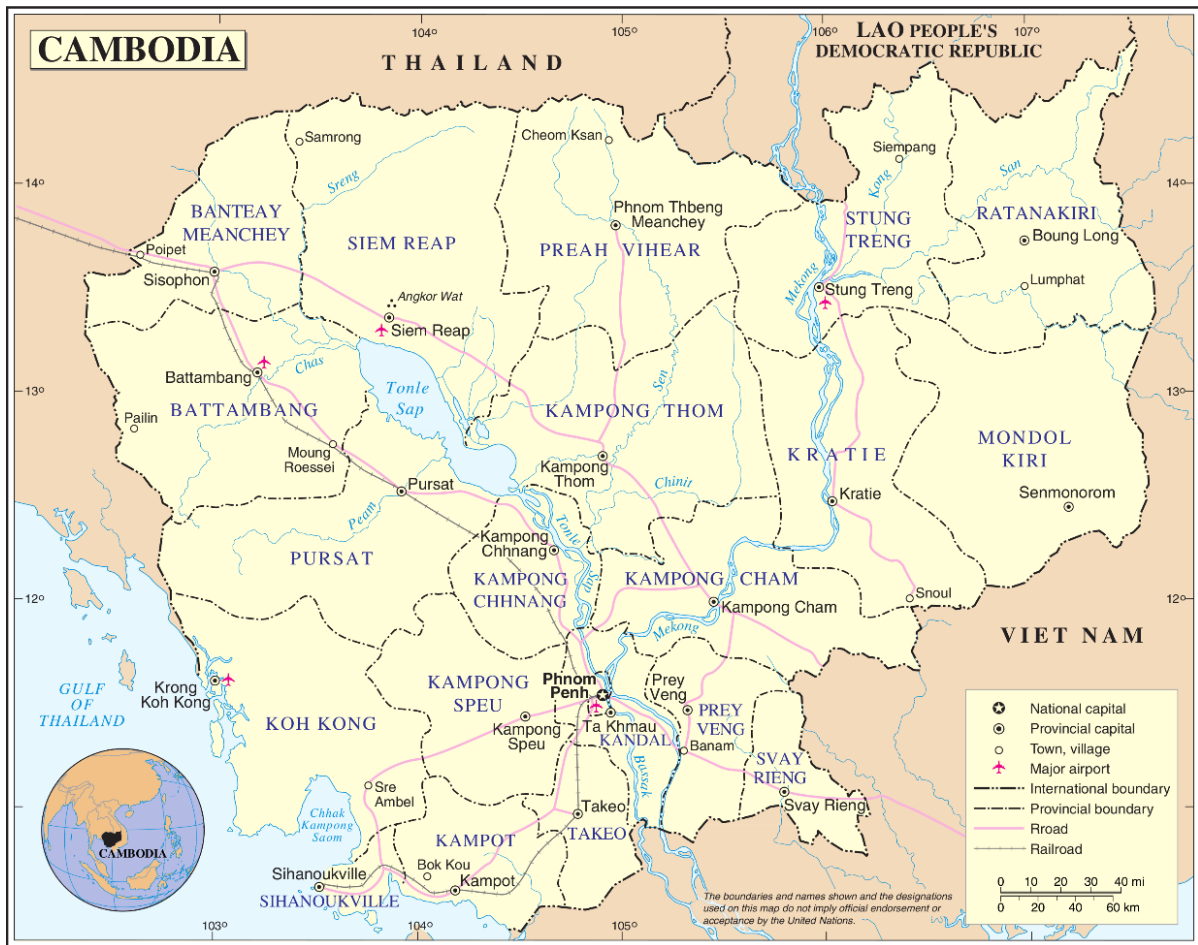 CAMBODIA
THAILAND
LAO PEOPLE'S
DEMOCRATIC REPUBLIC
104°
105°
106°
107°
Samrong
Cheom Ksan
Siempang
Sreng
Kong
San
14°
14°
BANTEAY
MEANCHEY
SIEM REAP
PREAH VIHEAR
Phnom Thbeng
Meanchey
STUNG
TRENG
RATANAKIRI
Boung Long
Poipet
Sisophon
Mekong
Stung Treng
Lumphat
Angkor Wat
Siem Reap
Chas
Battambang
BATTAMBANG
Tonle
Sap
Sen
13°
13°
KAMPONG THOM
Pailin
Moung
Roessei
Kampong
Thom
KRATIE
MONDOL
KIRI
Pursat
Chinit
Kratie
Senmonorom
Peam
PURSAT
Kampong
Chhnang
Tonle Sap
KAMPONG
CHHNANG
KAMPONG CHAM
Kampong Cham
Snoul
12°
12°
Mekong
VIET NAM
GULF
OF
THAILAND
Krong
Koh Kong
KOH KONG
KAMPONG
SPEU
Phnom
Penh
Prey
Veng
PREY
VENG
Kampong
Speu
Ta Khmau
KANDAL
Banam
Bassak
SVAY
RIENG
Svay Rieng
Sre
Ambel
Chhak
Kampong
Saom
Takeo
TAKEO
KAMPOT
Bok Kou
Kampot
Sihanoukville
SIHANOUKVILLE
CAMBODIA
National capital
Provincial capital
Town, village
Major airport
International boundary
Provincial boundary
Rroad
Railroad
0 10 20 30 40 mi
0 20 40 60 km
The boundaries and names shown and the designations
used on this map do not imply official endorsement or
acceptance by the United Nations.
103°
104°
105°
106°